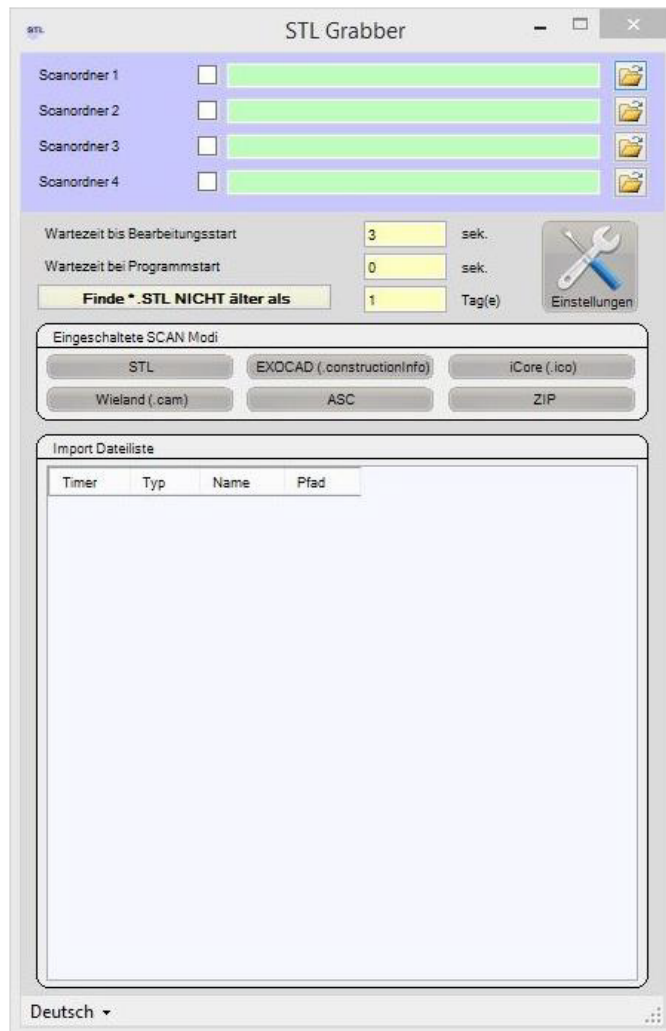 STL
STL Grabber
Scanordner 1
Scanordner 2
Scanordner 3
Scanordner 4
Wartezeit bis Bearbeitungsstart 3 sek.
Wartezeit bei Programmstart 0 sek.
Finde *.STL NICHT älter als 1 Tag(e)
Einstellungen
Eingeschaltete SCAN Modi
STL EXOCAD (.constructionInfo) iCore (.ico)
Wieland (.cam) ASC ZIP
Import Dateiliste
Timer Typ Name Pfad
Deutsch